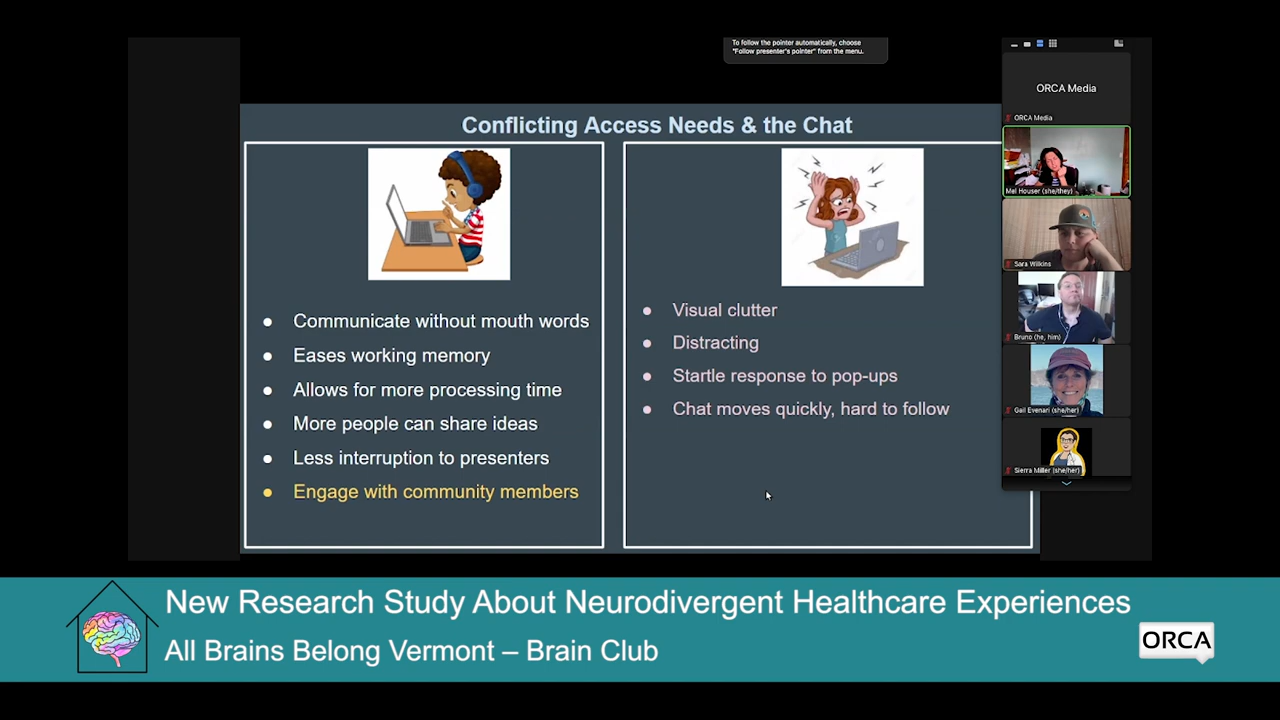 To follow the pointer automatically, choose
"Follow presenter's pointer" from the menu.
Conflicting Access Needs & the Chat
Communicate without mouth words
Eases working memory
Allows for more processing time
More people can share ideas
Less interruption to presenters
Engage with community members
Visual clutter
Distracting
Startle response to pop-ups
Chat moves quickly, hard to follow
ORCA Media
ORCA Media
Mel Houser (she/they)
Sara Wilkins
Bruno (he, him)
Gail Evenari (she/her)
Sierra Miller (she/her)
New Research Study About Neurodivergent Healthcare Experiences
All Brains Belong Vermont – Brain Club
ORCA